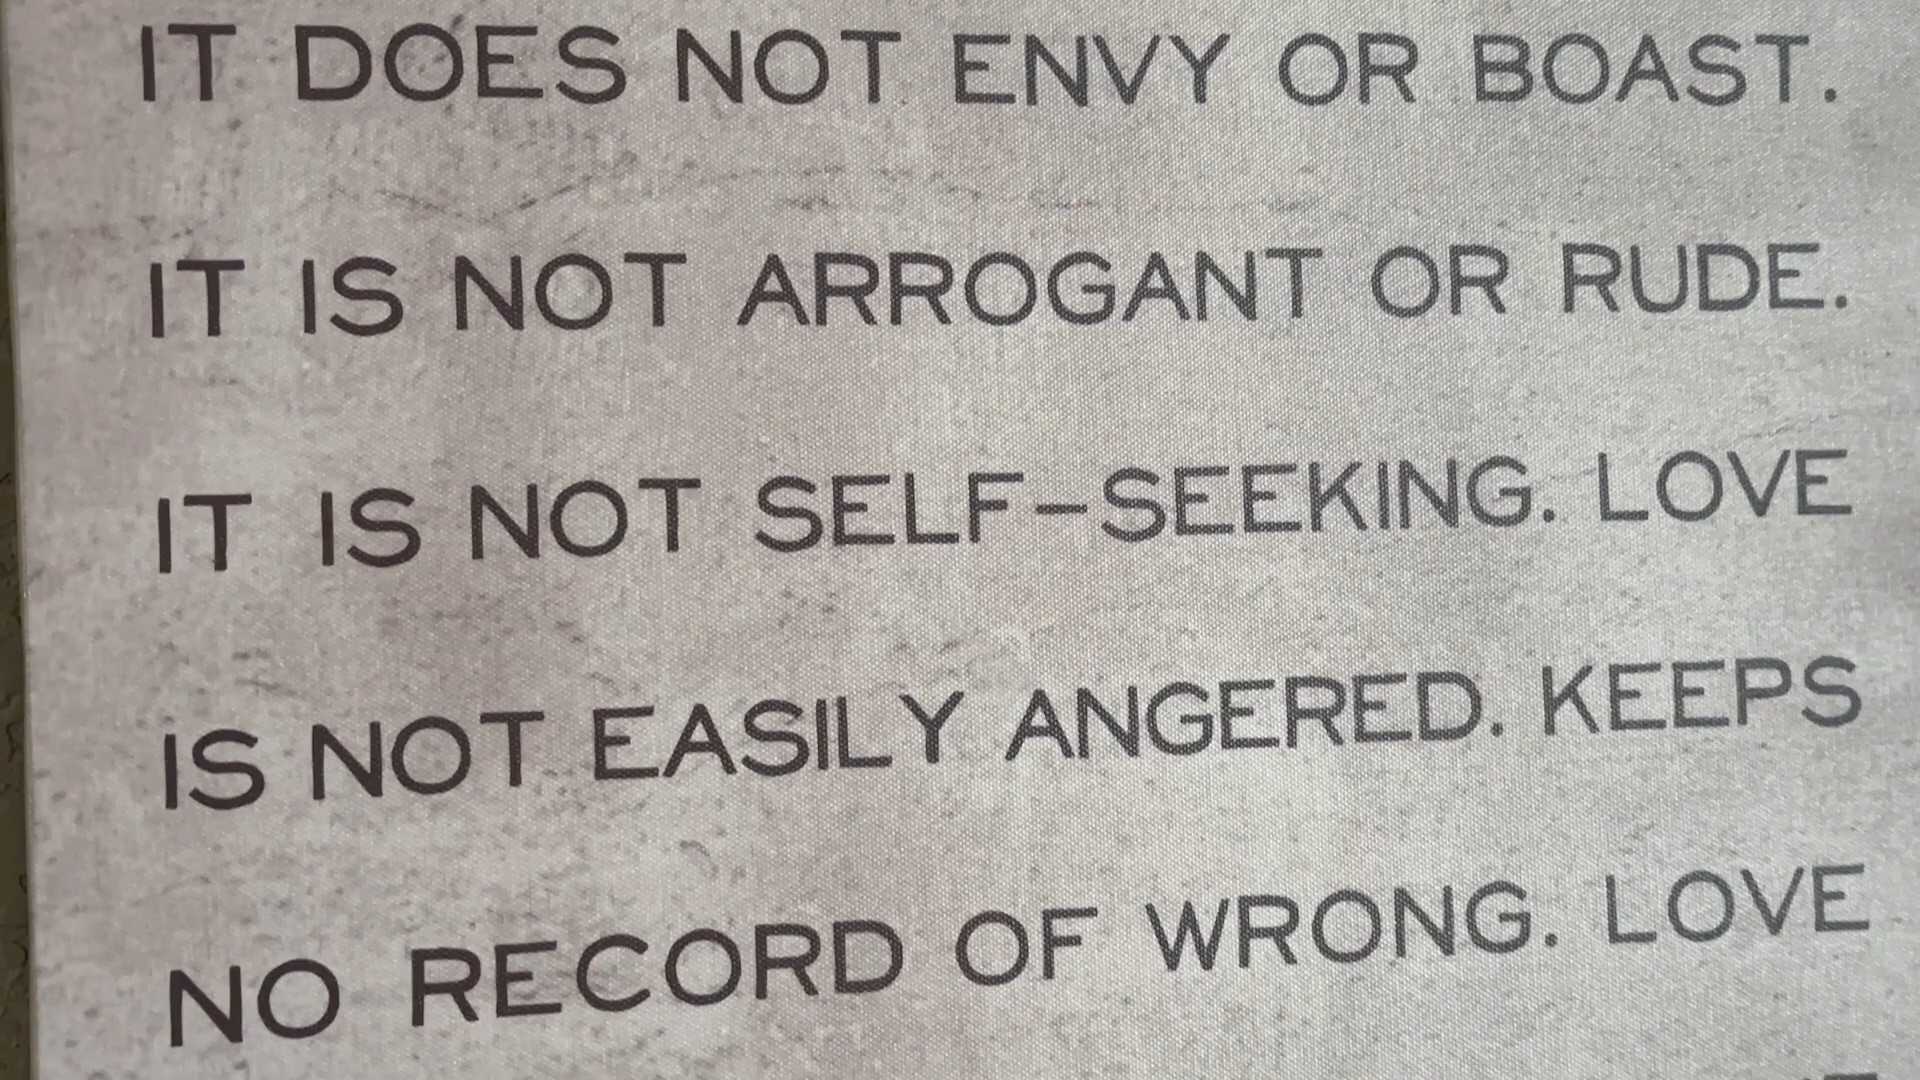 IT DOES NOT ENVY OR BOAST.
IT IS NOT ARROGANT OR RUDE.
IT IS NOT SELF-SEEKING. LOVE
IS NOT EASILY ANGERED. KEEPS
NO RECORD OF WRONG. LOVE